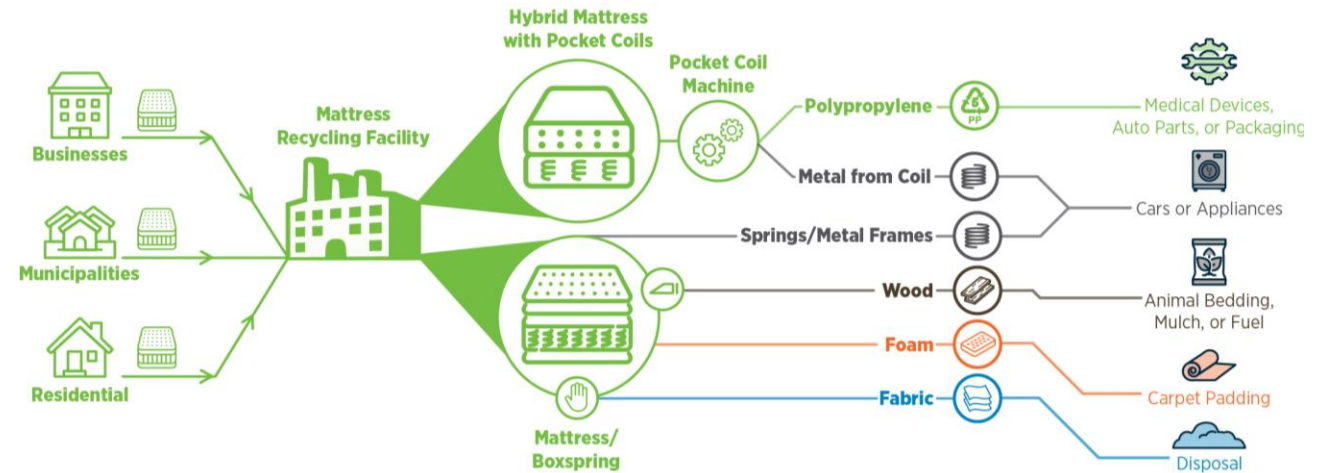 Hybrid Mattress
with Pocket Coils
Pocket Coil
Machine
Mattress
Recycling Facility
Businesses
Municipalities
Residential
Mattress/
Boxspring
Polypropylene
5
PP
Medical Devices,
Auto Parts, or Packaging
Metal from Coil
Springs/Metal Frames
Cars or Appliances
Wood
Animal Bedding,
Mulch, or Fuel
Foam
Carpet Padding
Fabric
Disposal